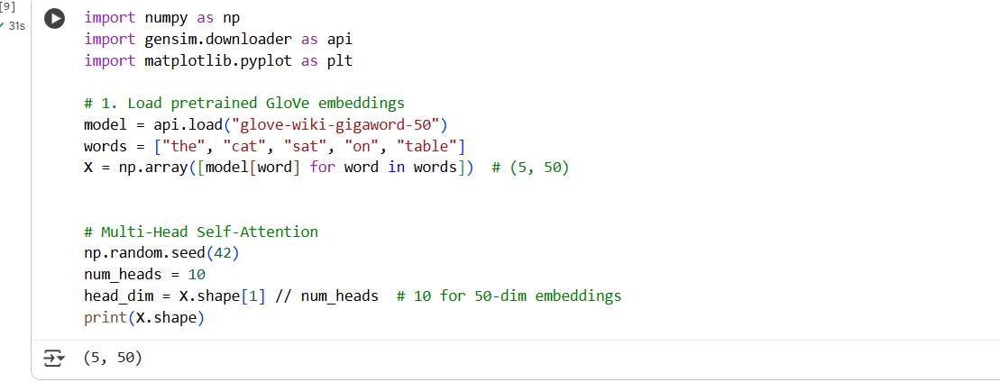 [9]
31s
import numpy as np
import gensim.downloader as api
import matplotlib.pyplot as plt
# 1. Load pretrained GloVe embeddings
model = api.load("glove-wiki-gigaword-50")
words = ["the", "cat", "sat", "on", "table"]
X = np.array([model[word] for word in words])  # (5, 50)
# Multi-Head Self-Attention
np.random.seed(42)
num_heads = 10
head_dim = X.shape[1] // num_heads  # 10 for 50-dim embeddings
print(X.shape)
(5, 50)